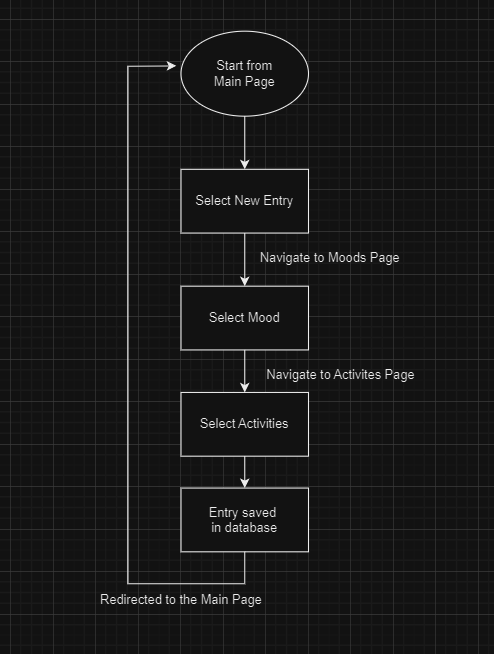 Start from
Main Page
Select New Entry
Navigate to Moods Page
Select Mood
Navigate to Activites Page
Select Activities
Entry saved
in database
Redirected to the Main Page